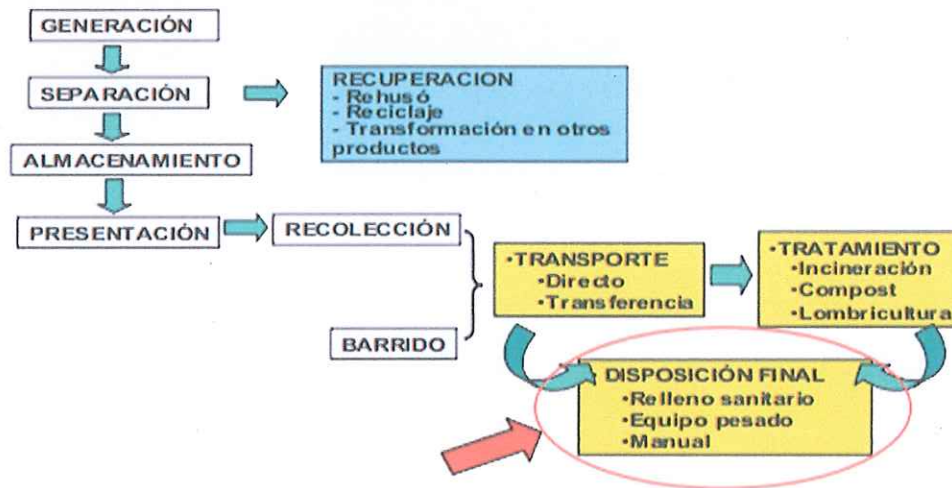 GENERACIÓN
SEPARACIÓN
RECUPERACION
- Rehusó
- Reciclaje
- Transformación en otros
productos
ALMACENAMIENTO
PRESENTACIÓN
RECOLECCIÓN
BARRIDO
•TRANSPORTE
•Directo
•Transferencia
•TRATAMIENTO
•Incineración
•Compost
•Lombricultura
DISPOSICIÓN FINAL
•Relleno sanitario
•Equipo pesado
•Manual